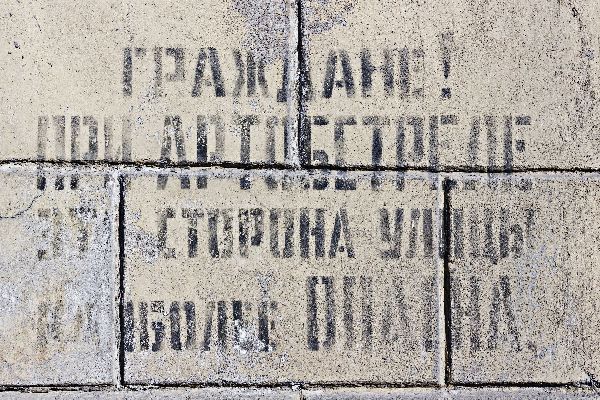 ГРАЖДАНЕ!
ПРИ АРТОБСТРЕЛЕ
ЭТА СТОРОНА УЛИЦЫ
НАИБОЛЕЕ ОПАСНА